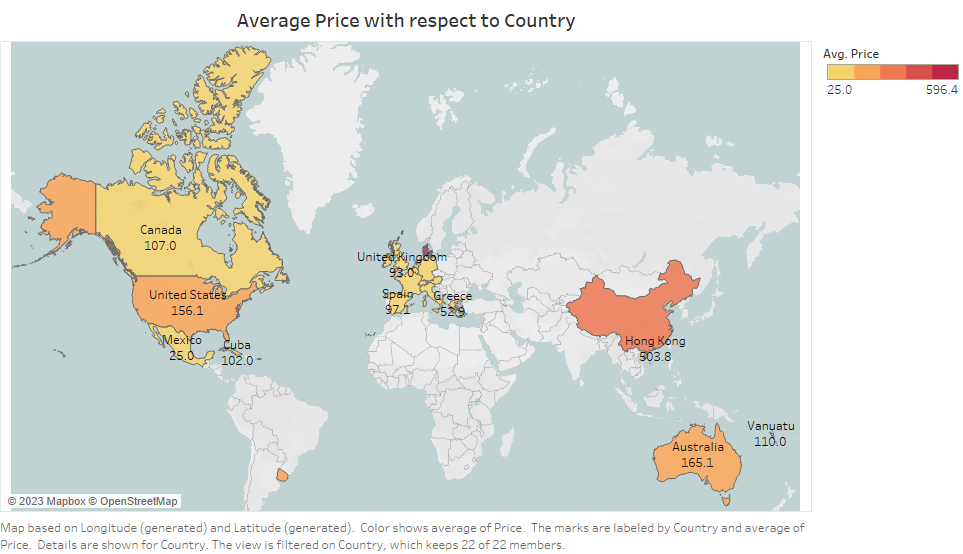 Average Price with respect to Country
Avg. Price
25.0 596.4
Canada
107.0
United Kingdom
93.0
United States
156.1
Spain
97.1
Greece
52.9
Mexico
25.0
Cuba
102.0
Hong Kong
503.8
Vanuatu
110.0
Australia
165.1
© 2023 Mapbox © OpenStreetMap
Map based on Longitude (generated) and Latitude (generated). Color shows average of Price. The marks are labeled by Country and average of
Price. Details are shown for Country. The view is filtered on Country, which keeps 22 of 22 members.